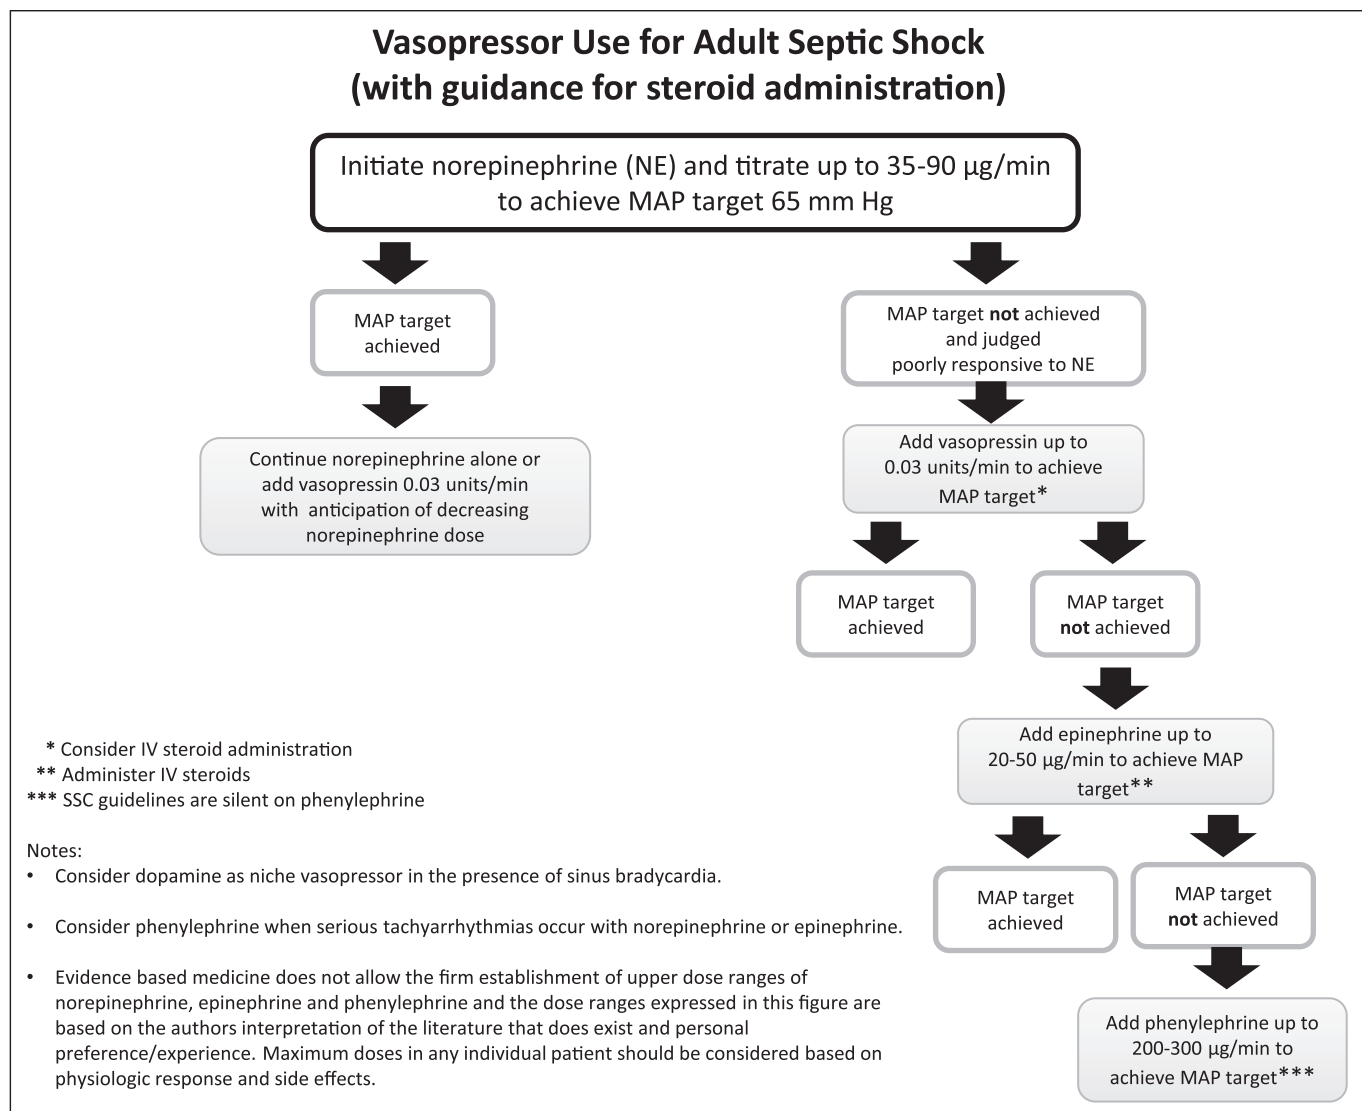 Vasopressor Use for Adult Septic Shock
(with guidance for steroid administration)
Initiate norepinephrine (NE) and titrate up to 35-90 µg/min
to achieve MAP target 65 mm Hg
MAP target
achieved
Continue norepinephrine alone or
add vasopressin 0.03 units/min
with anticipation of decreasing
norepinephrine dose
MAP target not achieved
and judged
poorly responsive to NE
Add vasopressin up to
0.03 units/min to achieve
MAP target*
MAP target
achieved
MAP target
not achieved
Add epinephrine up to
20-50 µg/min to achieve MAP
target**
MAP target
achieved
MAP target
not achieved
Add phenylephrine up to
200-300 µg/min to
achieve MAP target***
* Consider IV steroid administration
** Administer IV steroids
*** SSC guidelines are silent on phenylephrine
Notes:
• Consider dopamine as niche vasopressor in the presence of sinus bradycardia.
• Consider phenylephrine when serious tachyarrhythmias occur with norepinephrine or epinephrine.
• Evidence based medicine does not allow the firm establishment of upper dose ranges of
norepinephrine, epinephrine and phenylephrine and the dose ranges expressed in this figure are
based on the authors interpretation of the literature that does exist and personal
preference/experience. Maximum doses in any individual patient should be considered based on
physiologic response and side effects.